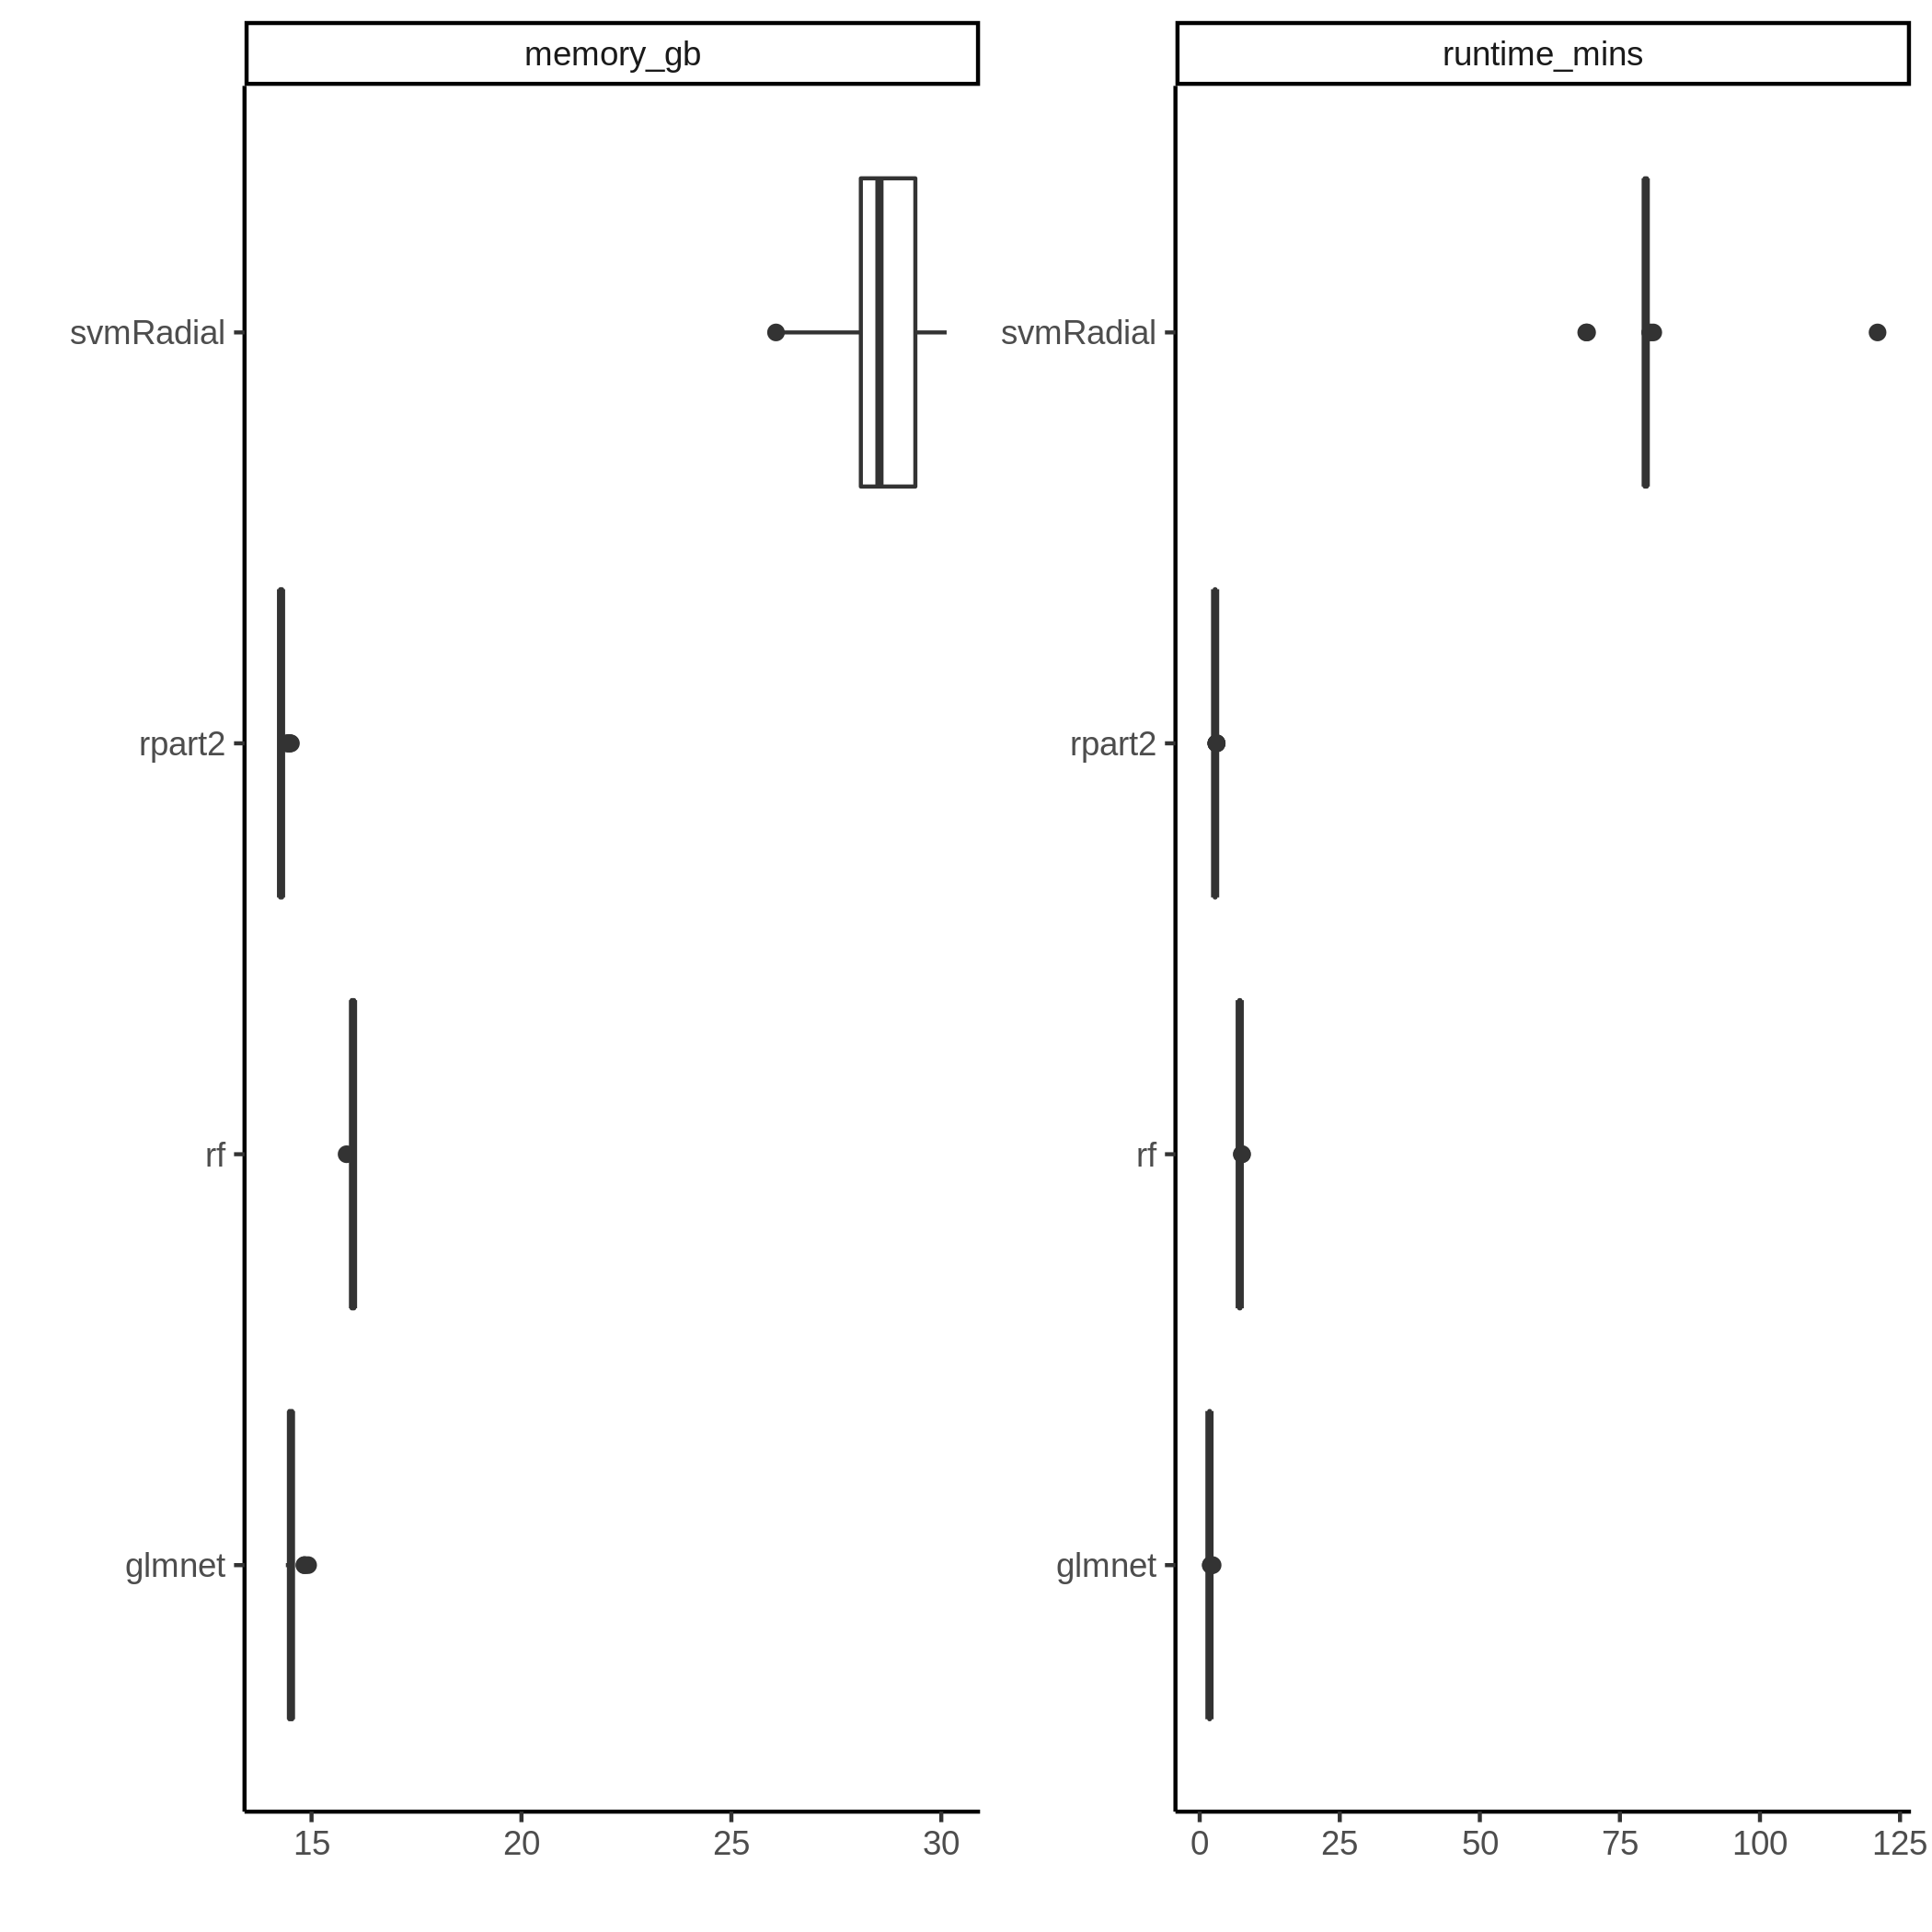 memory_gb
runtime_mins
svmRadial
rpart2
rf
glmnet
svmRadial
rpart2
rf
glmnet
15 20 25 30
0 25 50 75 100 125